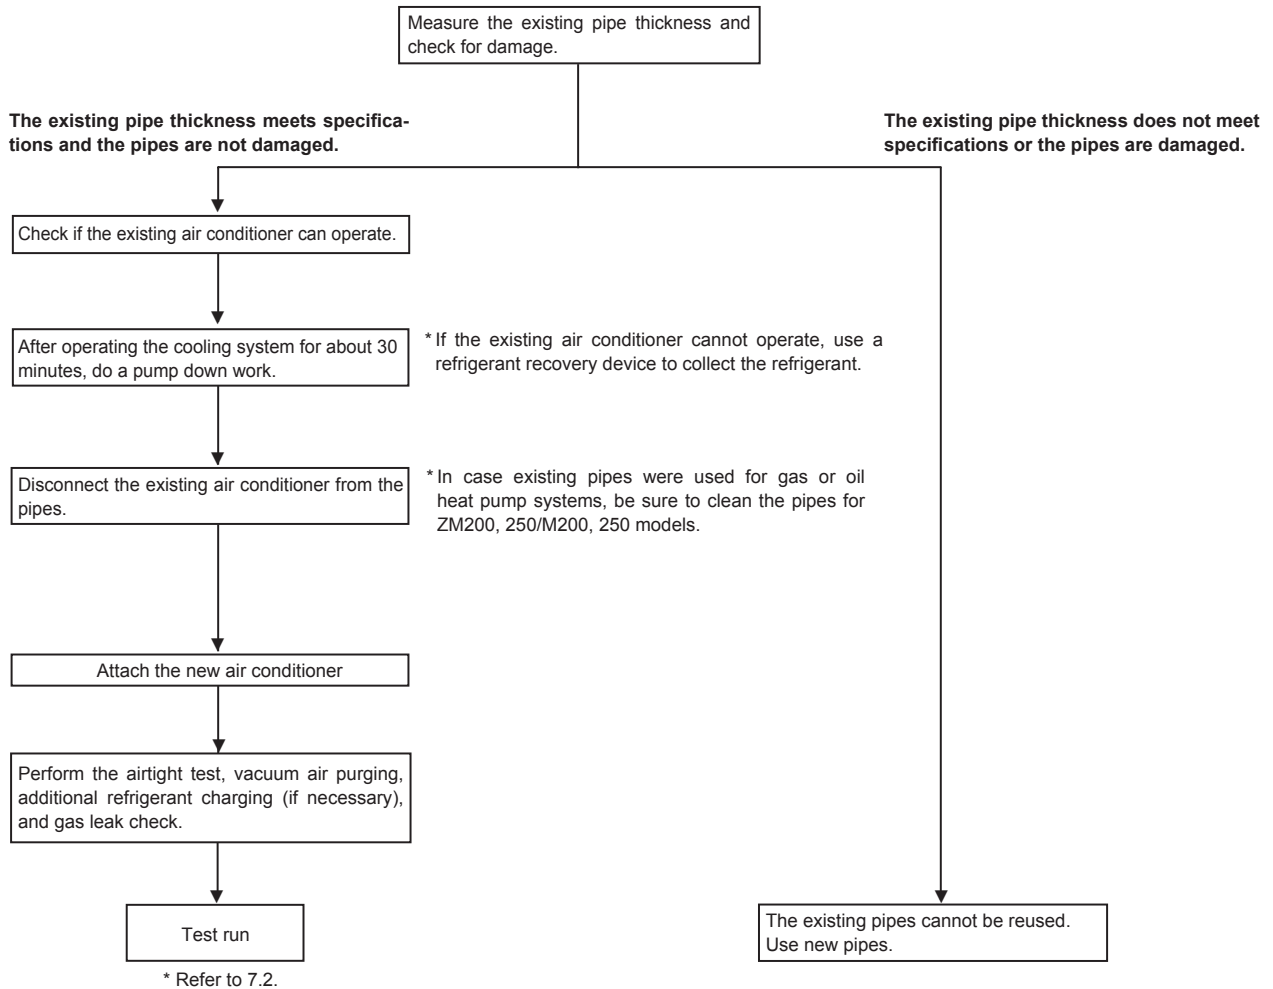 Measure the existing pipe thickness and
check for damage.
The existing pipe thickness meets specifica-
tions and the pipes are not damaged.
The existing pipe thickness does not meet
specifications or the pipes are damaged.
Check if the existing air conditioner can operate.
After operating the cooling system for about 30
minutes, do a pump down work.
* If the existing air conditioner cannot operate, use a
refrigerant recovery device to collect the refrigerant.
Disconnect the existing air conditioner from the
pipes.
* In case existing pipes were used for gas or oil
heat pump systems, be sure to clean the pipes for
ZM200, 250/M200, 250 models.
Attach the new air conditioner
Perform the airtight test, vacuum air purging,
additional refrigerant charging (if necessary),
and gas leak check.
Test run
* Refer to 7.2.
The existing pipes cannot be reused.
Use new pipes.